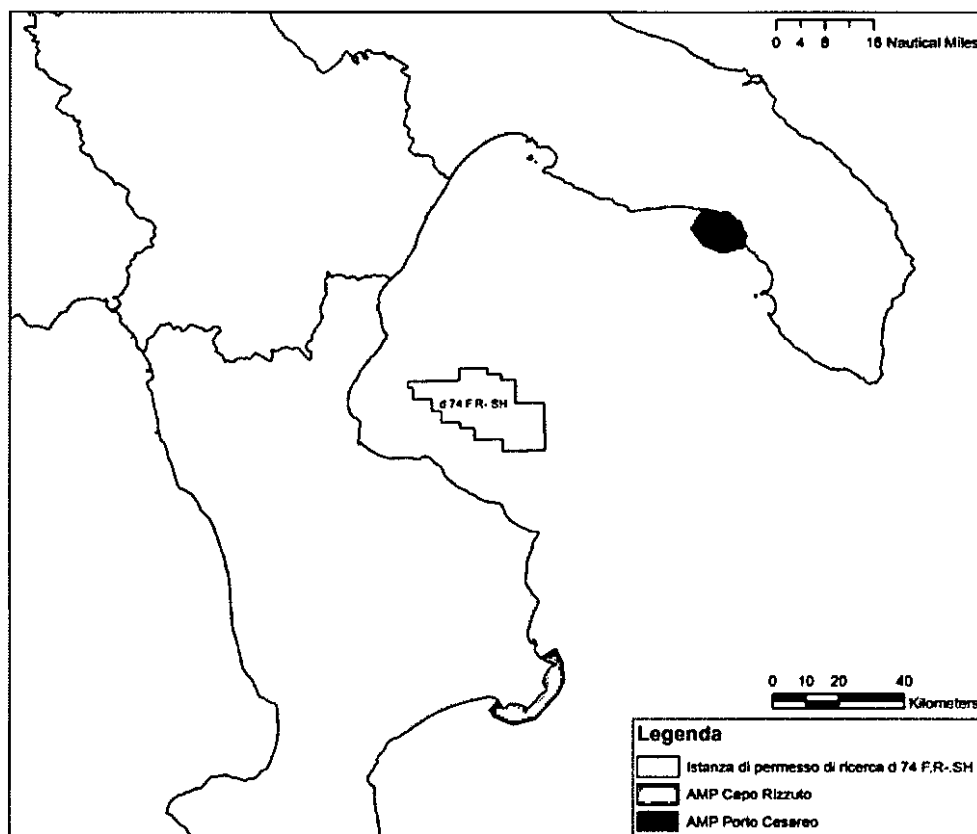 0 4 8 16 Nautical Miles
d 74 F.R-.SH
0 10 20 40
Kilometers
Legenda
Istanza di permesso di ricerca d 74 F.R-.SH
AMP Capo Rizzuto
AMP Porto Cesareo